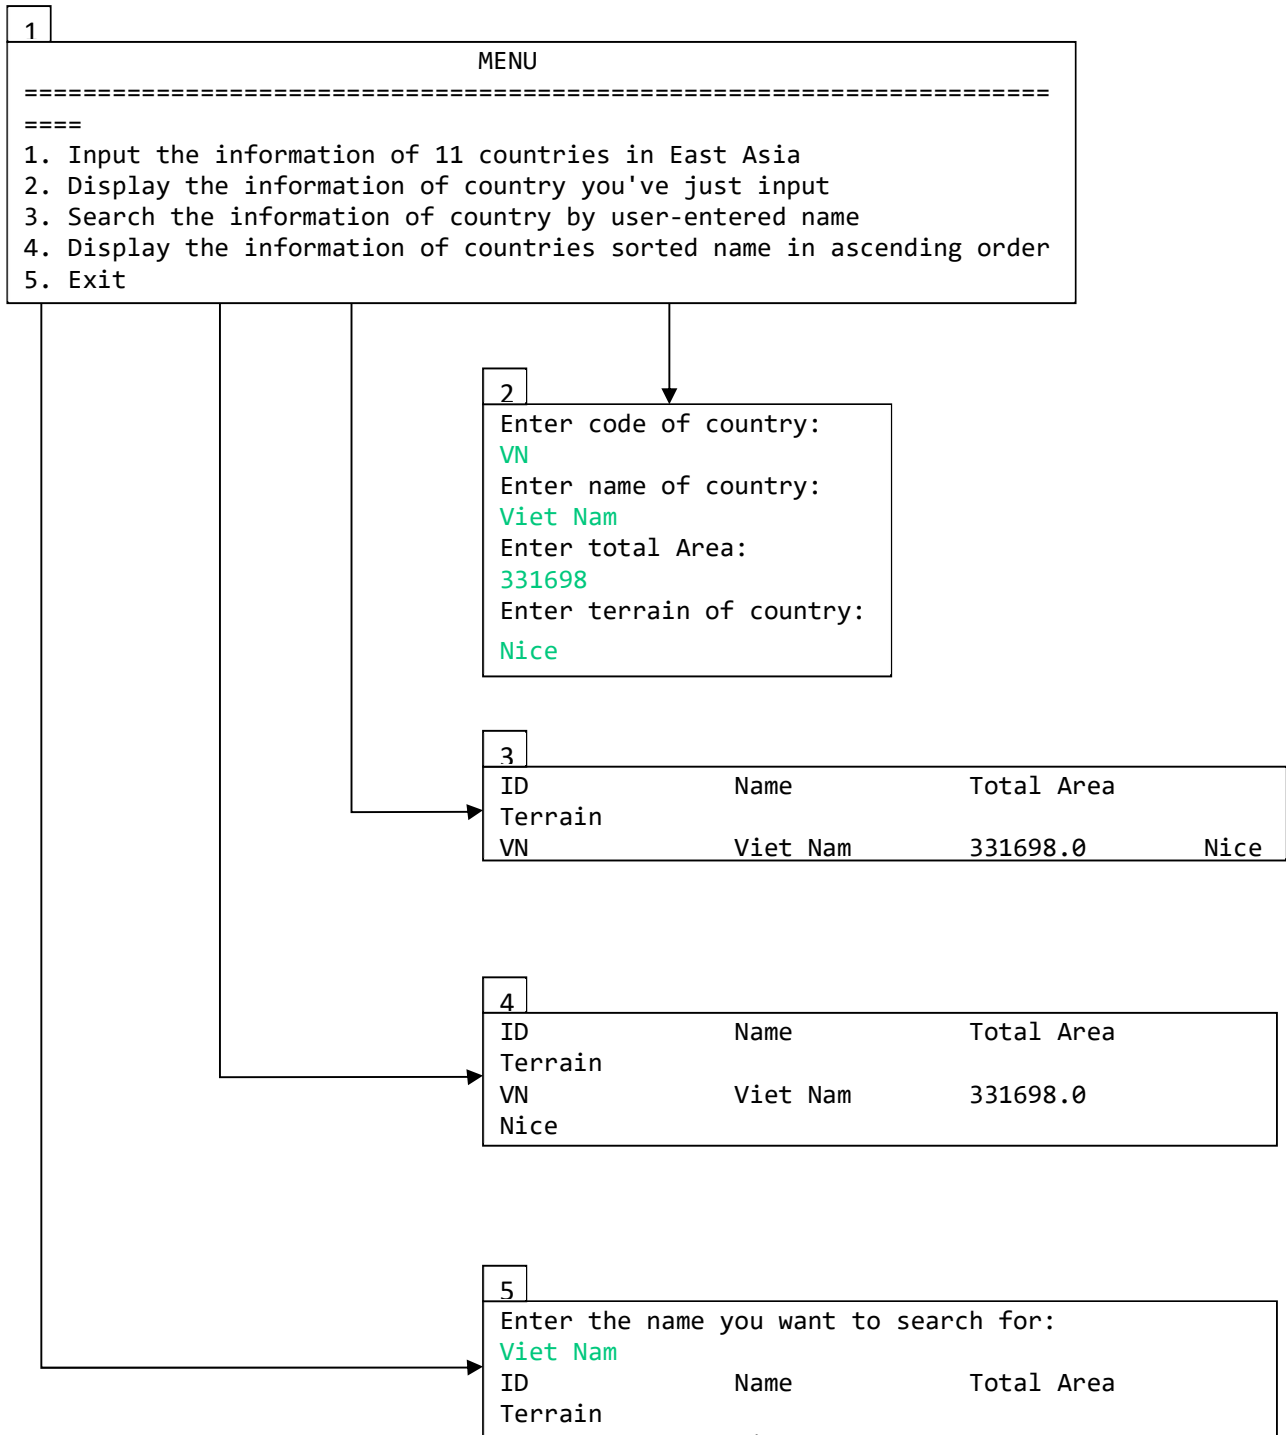 1
MENU
======================================================================
====
1. Input the information of 11 countries in East Asia
2. Display the information of country you've just input
3. Search the information of country by user-entered name
4. Display the information of countries sorted name in ascending order
5. Exit
2
Enter code of country:
VN
Enter name of country:
Viet Nam
Enter total Area:
331698
Enter terrain of country:
Nice
3
ID Name Total Area
Terrain
VN Viet Nam 331698.0 Nice
4
ID Name Total Area
Terrain
VN Viet Nam 331698.0
Nice
5
Enter the name you want to search for:
Viet Nam
ID Name Total Area
Terrain